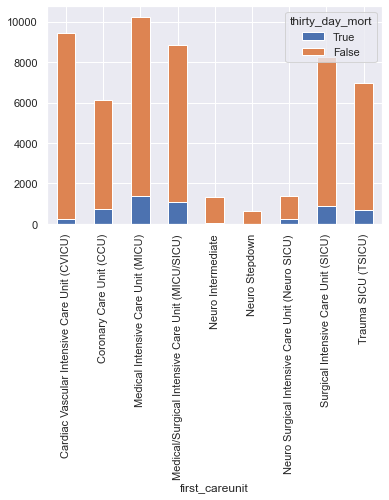 thirty_day_mort
True
False
10000
8000
6000
4000
2000
0
Cardiac Vascular Intensive Care Unit (CVICU)
Coronary Care Unit (CCU)
Medical Intensive Care Unit (MICU)
Medical/Surgical Intensive Care Unit (MICU/SICU)
Neuro Intermediate
Neuro Stepdown
Neuro Surgical Intensive Care Unit (Neuro SICU)
Surgical Intensive Care Unit (SICU)
Trauma SICU (TSICU)
first_careunit